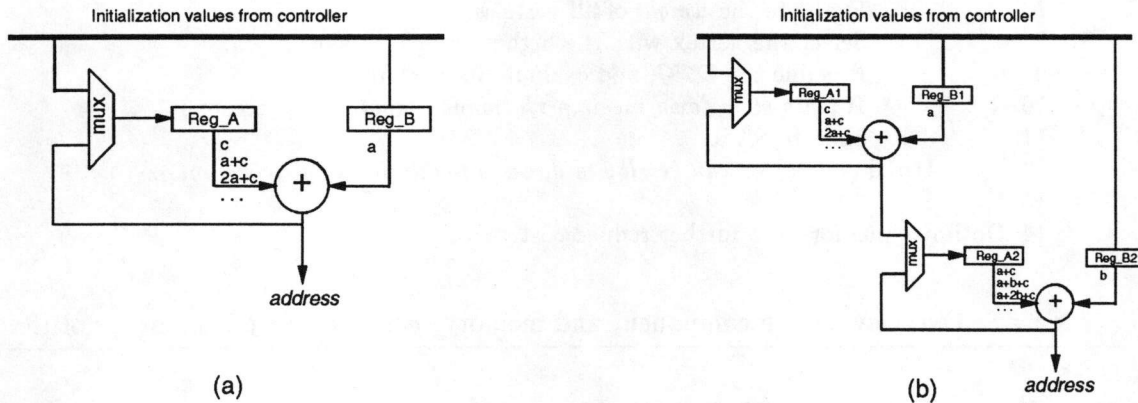 Initialization values from controller
mux
Reg_A
Reg_B
c
a+c
2a+c
...
a
+
address
(a)
Initialization values from controller
mux
Reg_A1
Reg_B1
c
a+c
2a+c
...
a
+
mux
Reg_A2
Reg_B2
a+c
a+b+c
a+2b+c
...
b
+
address
(b)